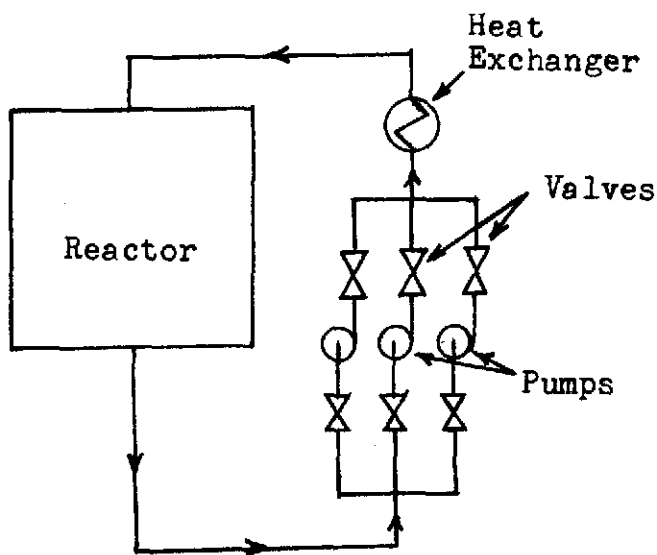 Heat
Exchanger
Valves
Reactor
Pumps